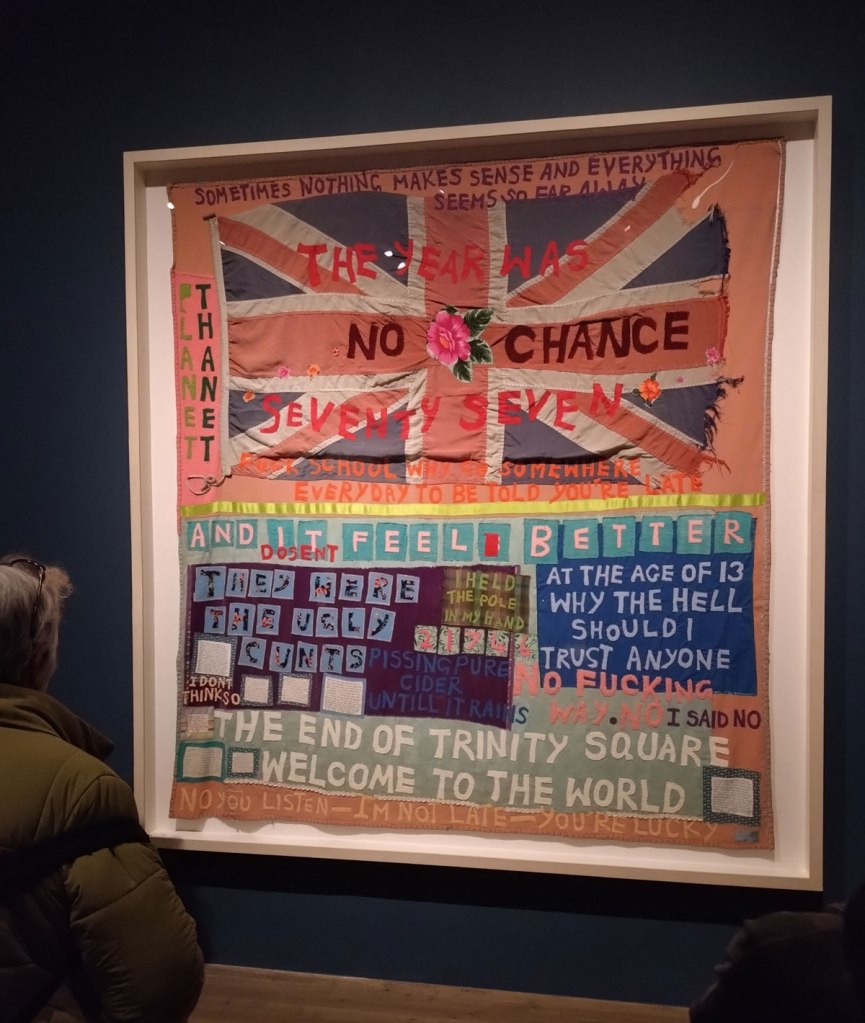 SOMETIMES NOTHING MAKES SENSE AND EVERYTHING
SEEMS SO FAR AWAY
THE YEAR WAS
NO CHANCE
SEVENTY SEVEN
PLANET
THANET
SCHOOL WHY GO SOMEWHERE
EVERYDAY TO BE TOLD YOU'RE LATE
AND IT FEEL BETTER
DOSENT
THEY WERE
THE UGLY
CUNTS
I DONT
THINK SO
I HELD
THE POLE
IN MY HAND
PISSING PURE
CIDER
UNTILL IT RAINS
AT THE AGE OF 13
WHY THE HELL
SHOULD I
TRUST ANYONE
NO FUCKING
WAY. NO I SAID NO
THE END OF TRINITY SQUARE
WELCOME TO THE WORLD
NO YOU LISTEN—I'M NOT LATE—YOU'RE LUCKY